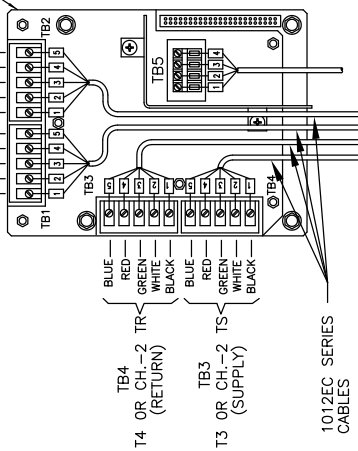 TB2
5
4
3
2
1
5
4
3
2
1
TB1
TB5
4
3
2
1
TB3
5
4
3
2
1
5
4
3
2
1
TB4
BLUE
RED
GREEN
WHITE
BLACK
BLUE
RED
GREEN
WHITE
BLACK
TB4 TR
T4 OR CH.-2
(RETURN)
TB3 TS
T3 OR CH.-2
(SUPPLY)
1012EC SERIES
CABLES